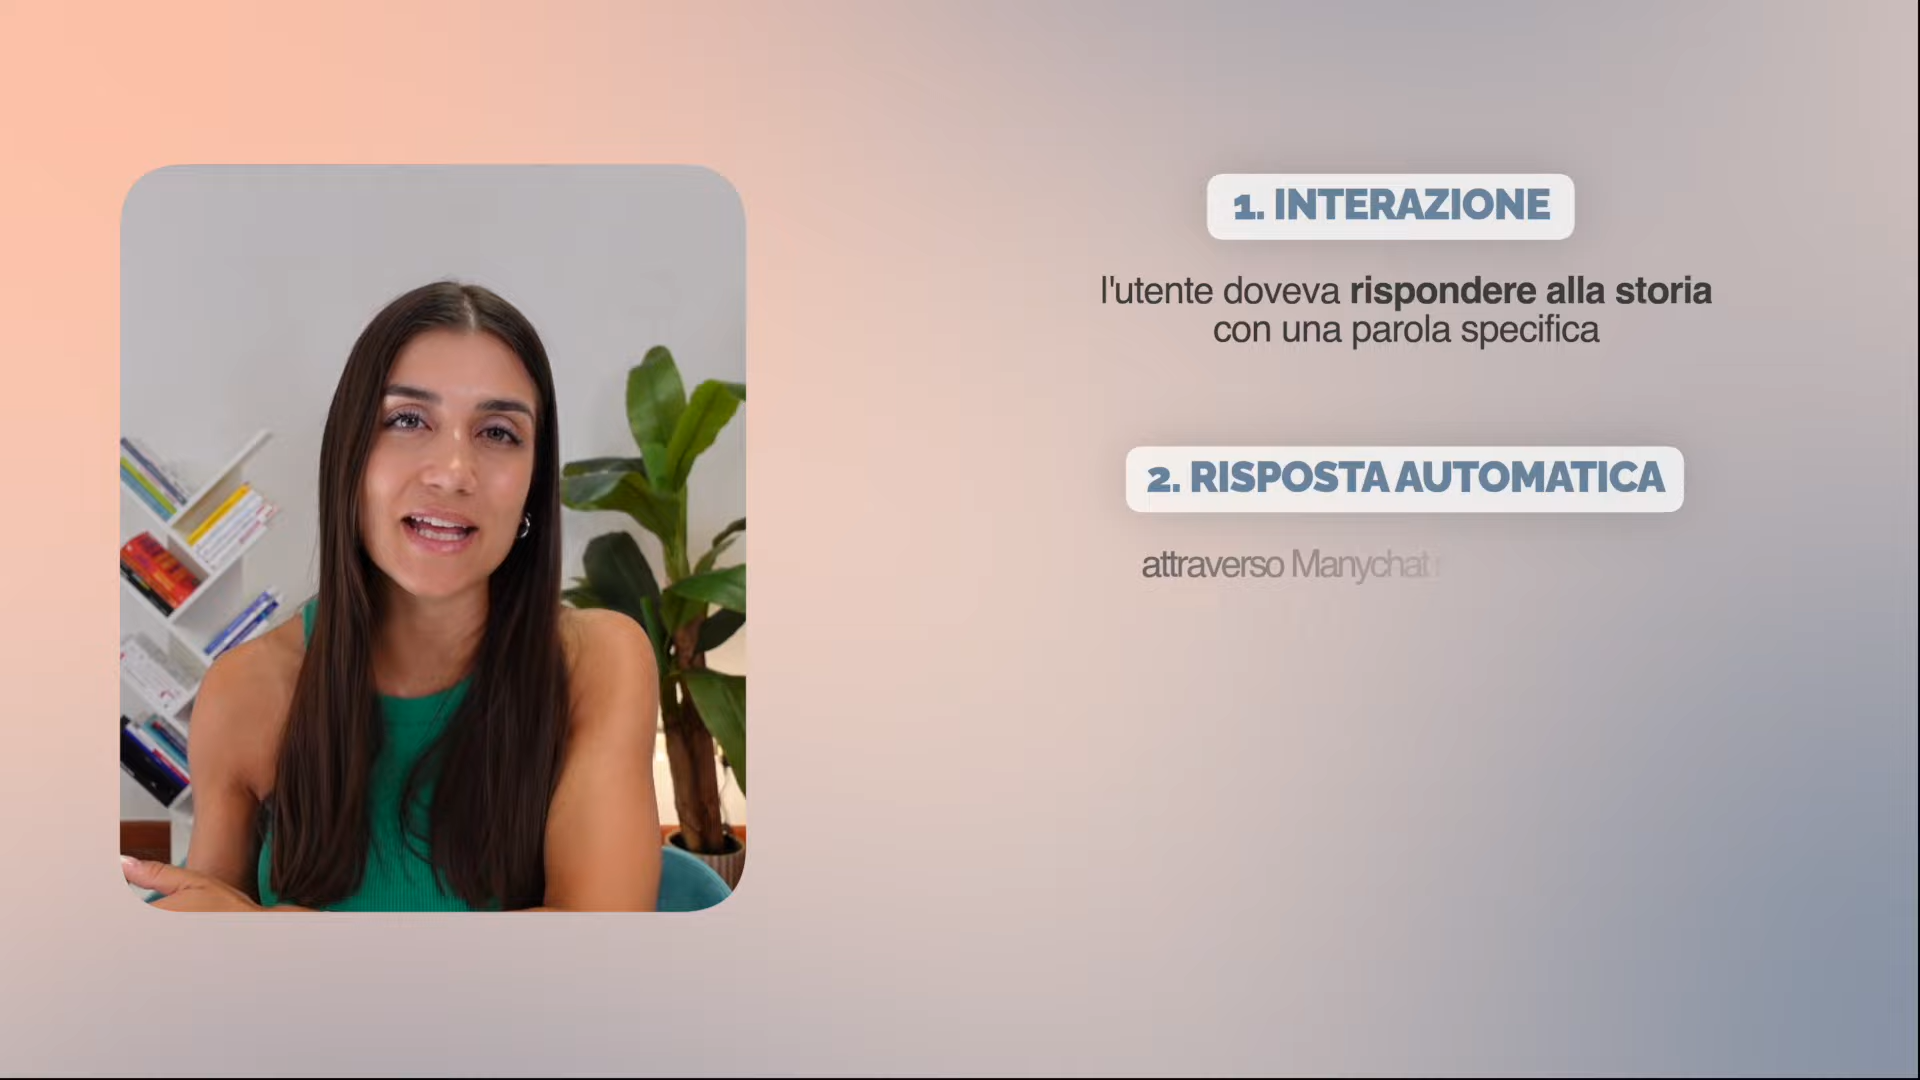 1. INTERAZIONE
l'utente doveva rispondere alla storia
con una parola specifica
2. RISPOSTA AUTOMATICA
attraverso Manychat